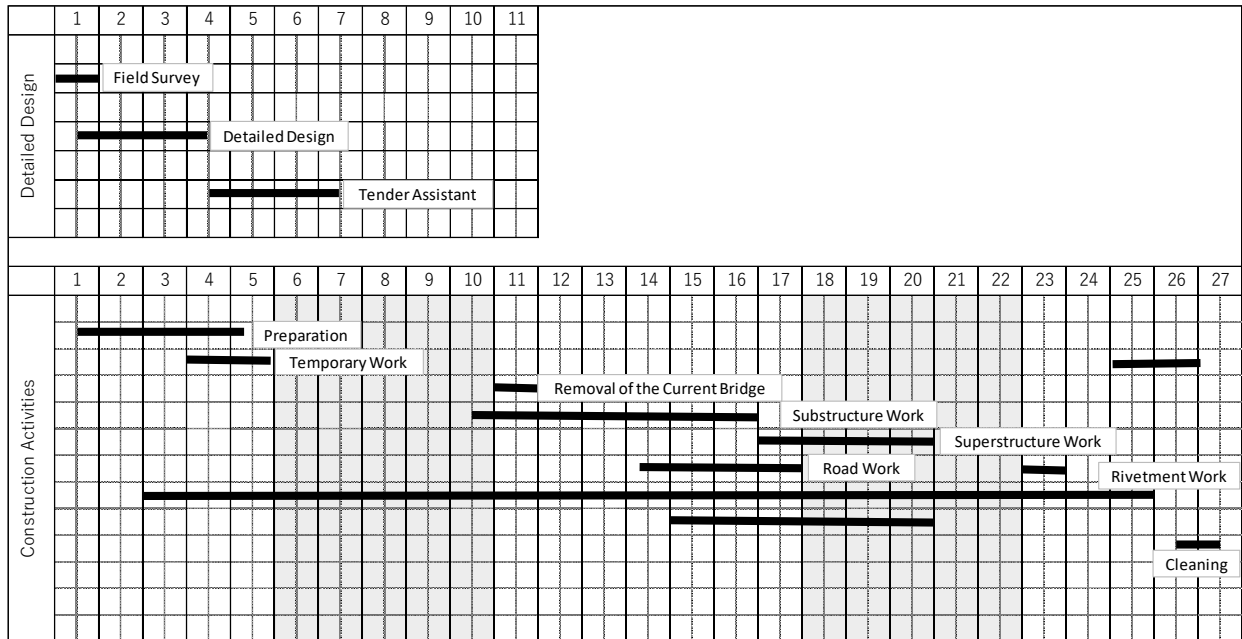 1 2 3 4 5 6 7 8 9 10 11
Detailed Design
Field Survey
Detailed Design
Tender Assistant
1 2 3 4 5 6 7 8 9 10 11 12 13 14 15 16 17 18 19 20 21 22 23 24 25 26 27
Construction Activities
Preparation
Temporary Work
Removal of the Current Bridge
Substructure Work
Superstructure Work
Road Work
Rivetment Work
Cleaning